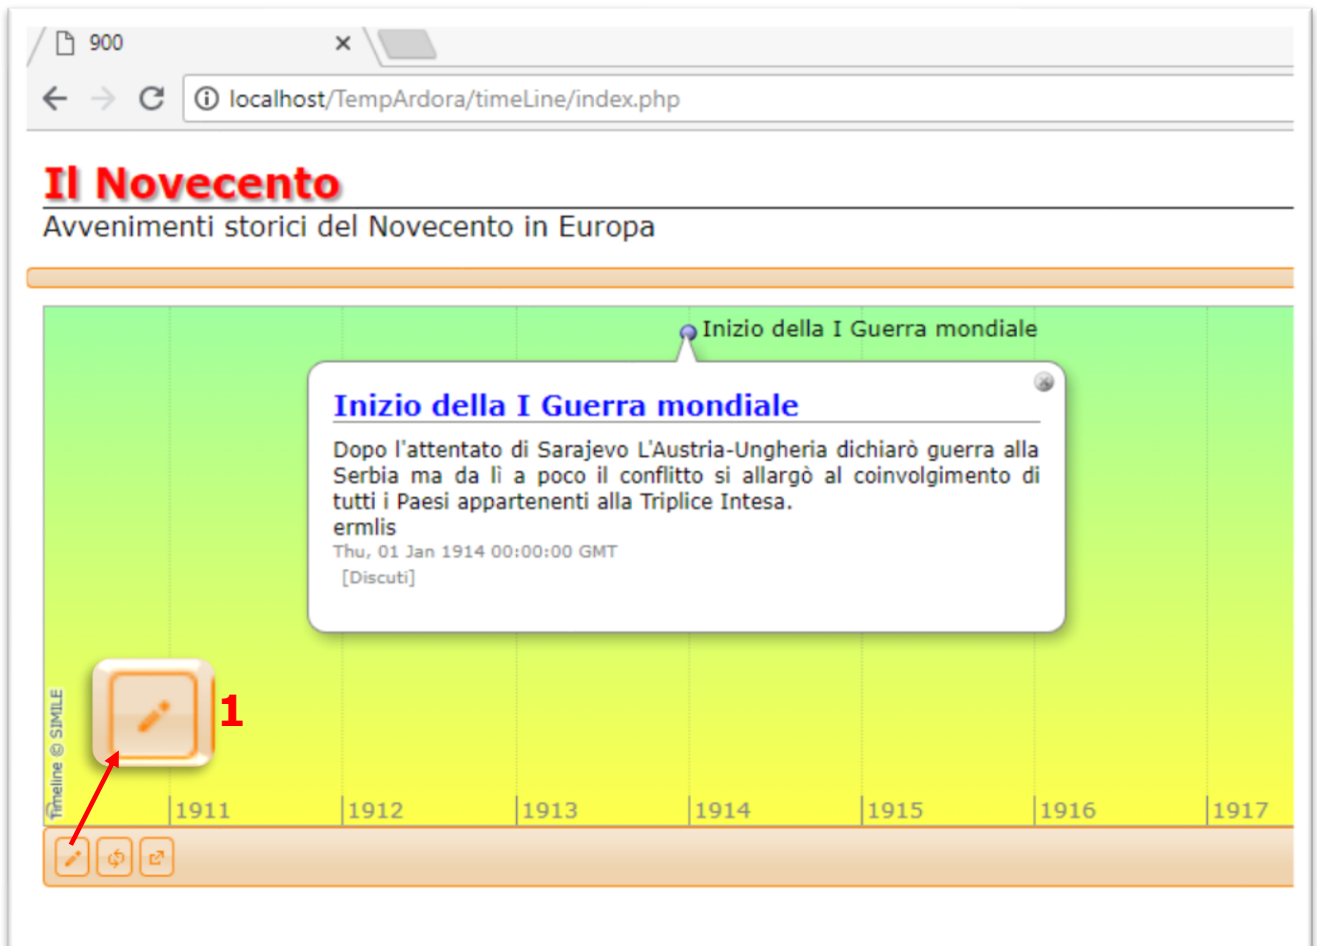 900
localhost/TempArdora/timeLine/index.php
Il Novecento
Avvenimenti storici del Novecento in Europa
Inizio della I Guerra mondiale
Inizio della I Guerra mondiale
Dopo l'attentato di Sarajevo L'Austria-Ungheria dichiarò guerra alla
Serbia ma da lì a poco il conflitto si allargò al coinvolgimento di
tutti i Paesi appartenenti alla Triplice Intesa.
ermlis
Thu, 01 Jan 1914 00:00:00 GMT
[Discuti]
1
Timeline © SIMILE
1911 1912 1913 1914 1915 1916 1917